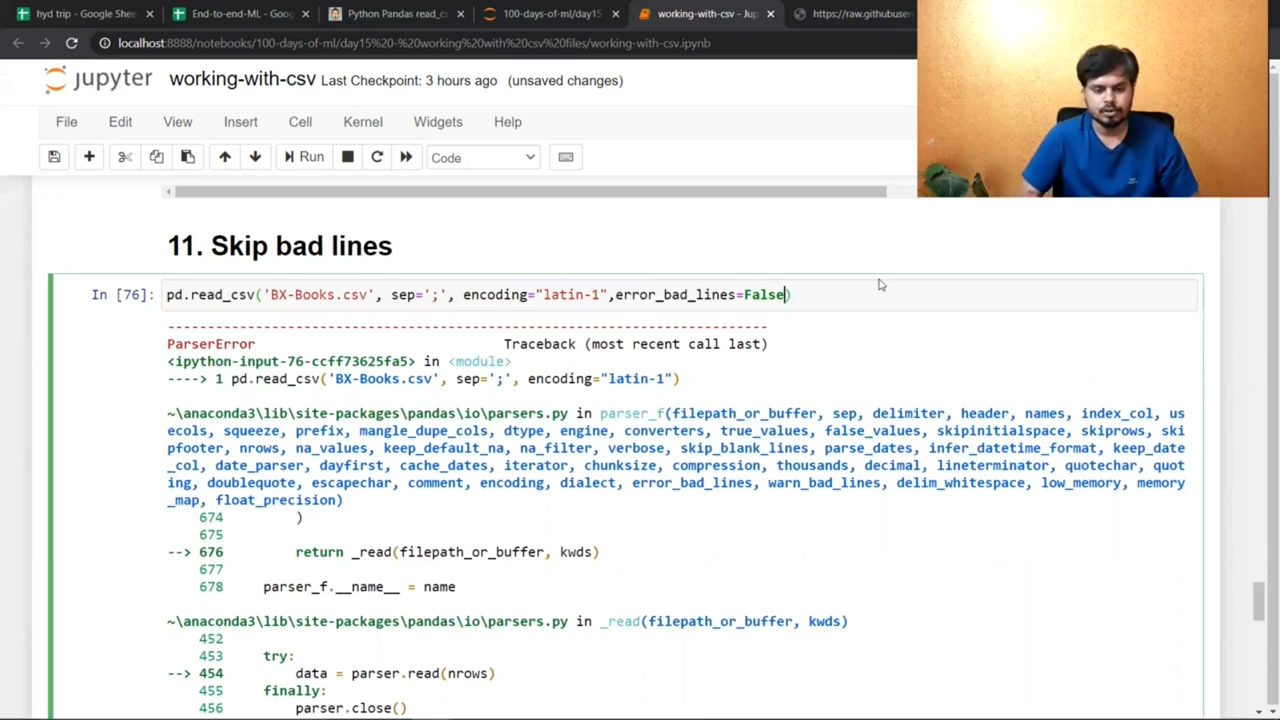 hyd trip - Google Shee
End-to-end-ML - Goog
Python Pandas read_c
100-days-of-ml/day15
working-with-csv - Jup
https://raw.githubuser
localhost:8888/notebooks/100-days-of-ml/day15%20-%20working%20with%20csv%20files/working-with-csv.ipynb
jupyter working-with-csv Last Checkpoint: 3 hours ago (unsaved changes)
File Edit View Insert Cell Kernel Widgets Help
Run Code
11. Skip bad lines
In [76]: pd.read_csv('BX-Books.csv', sep=';', encoding="latin-1",error_bad_lines=False)
---------------------------------------------------------------------------
ParserError Traceback (most recent call last)
<ipython-input-76-ccff73625fa5> in <module>
----> 1 pd.read_csv('BX-Books.csv', sep=';', encoding="latin-1")
~\anaconda3\lib\site-packages\pandas\io\parsers.py in parser_f(filepath_or_buffer, sep, delimiter, header, names, index_col, us
ecols, squeeze, prefix, mangle_dupe_cols, dtype, engine, converters, true_values, false_values, skipinitialspace, skiprows, ski
pfooter, nrows, na_values, keep_default_na, na_filter, verbose, skip_blank_lines, parse_dates, infer_datetime_format, keep_date
_col, date_parser, dayfirst, cache_dates, iterator, chunksize, compression, thousands, decimal, lineterminator, quotechar, quot
ing, doublequote, escapechar, comment, encoding, dialect, error_bad_lines, warn_bad_lines, delim_whitespace, low_memory, memory
_map, float_precision)
674 )
675
--> 676 return _read(filepath_or_buffer, kwds)
677
678 parser_f.__name__ = name
~\anaconda3\lib\site-packages\pandas\io\parsers.py in _read(filepath_or_buffer, kwds)
452
453 try:
--> 454 data = parser.read(nrows)
455 finally:
456 parser.close()